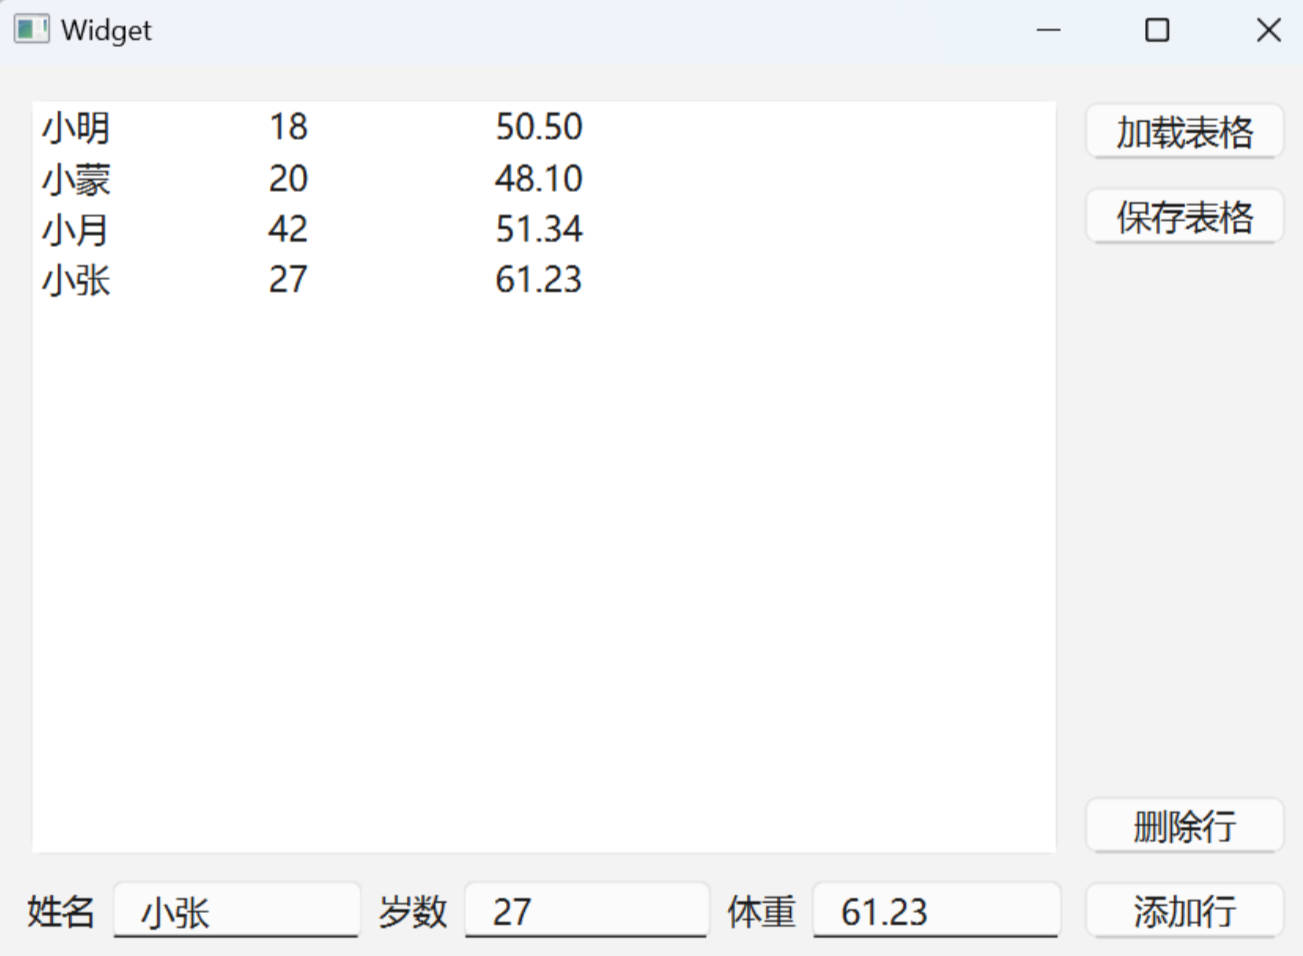 Widget
小明 18 50.50
小蒙 20 48.10
小月 42 51.34
小张 27 61.23
加载表格
保存表格
删除行
姓名 小张 岁数 27 体重 61.23 添加行